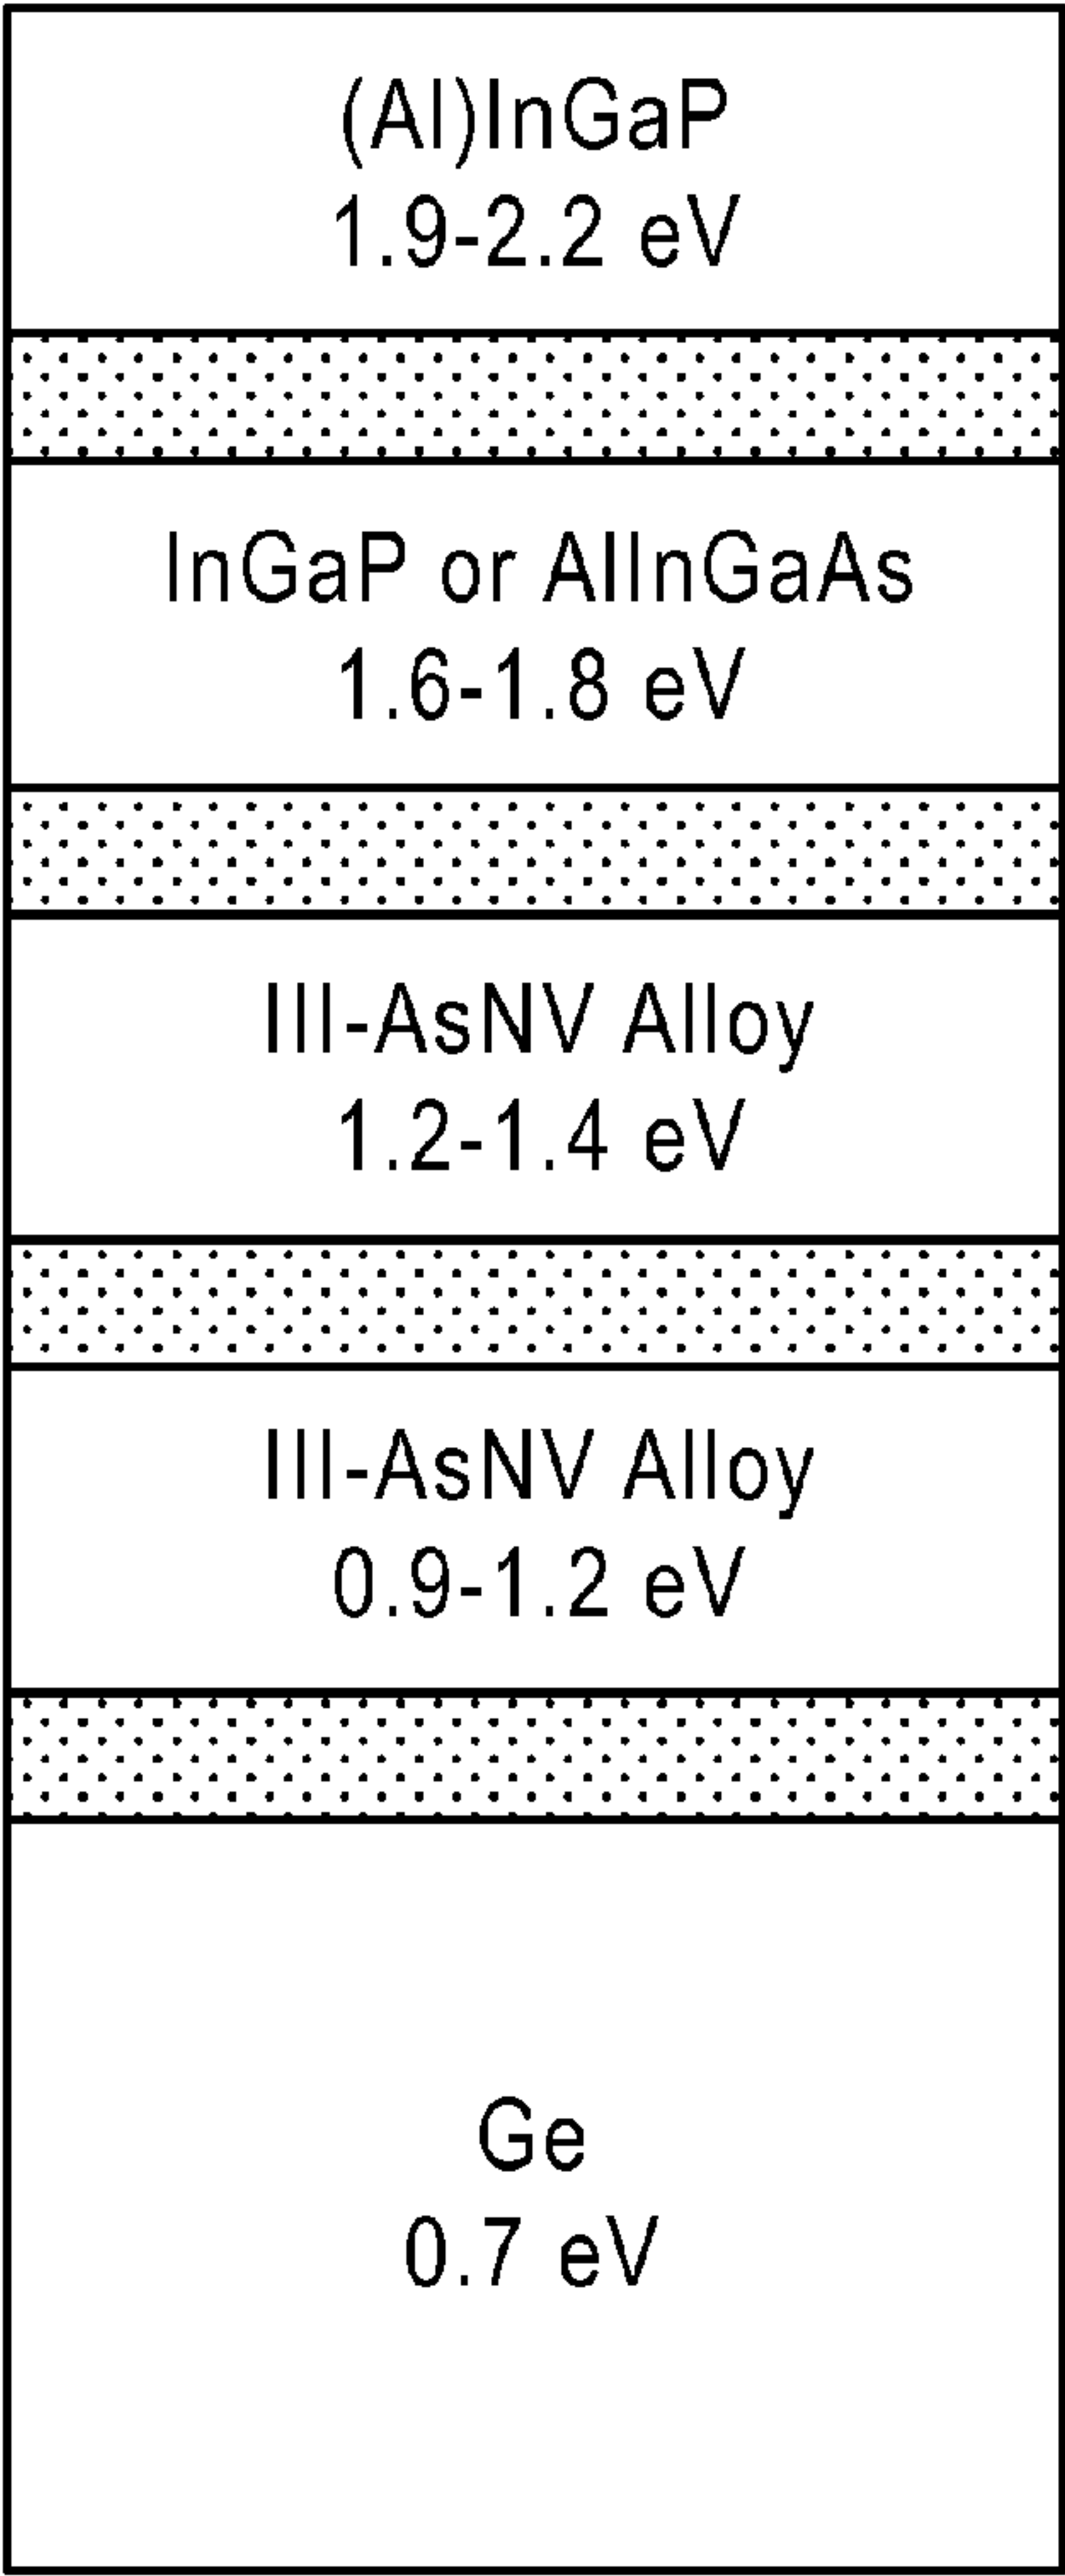 (Al)InGaP
1.9-2.2 eV
InGaP or AlInGaAs
1.6-1.8 eV
III-AsNV Alloy
1.2-1.4 eV
III-AsNV Alloy
0.9-1.2 eV
Ge
0.7 eV